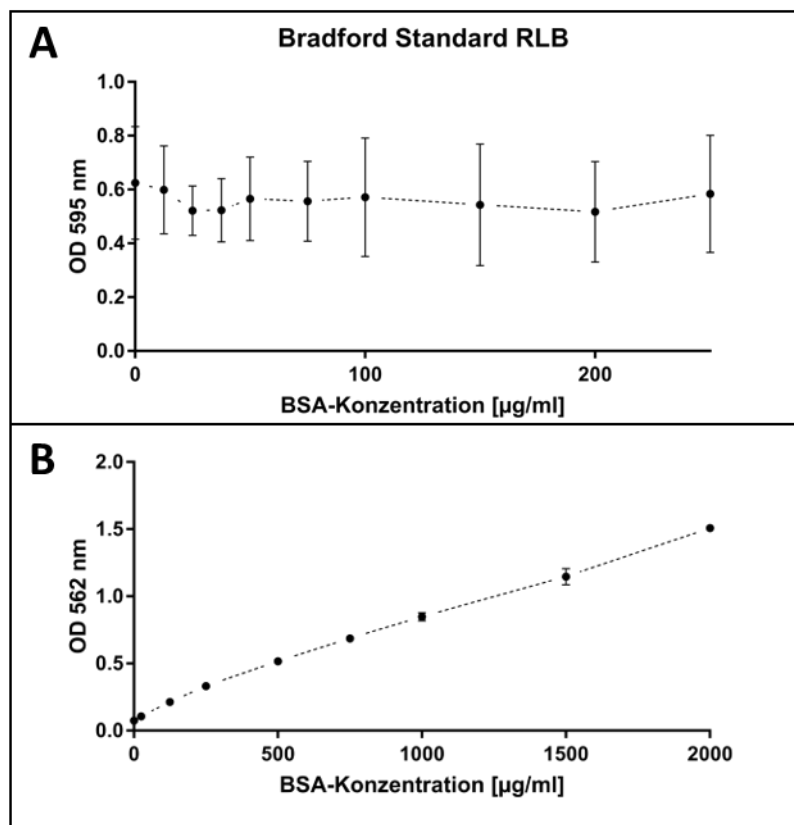 A
Bradford Standard RLB
1.0
0.8
0.6
0.4
0.2
0.0
OD 595 nm
0 100 200
BSA-Konzentration [µg/ml]
B
2.0
1.5
1.0
0.5
0.0
OD 562 nm
0 500 1000 1500 2000
BSA-Konzentration [µg/ml]